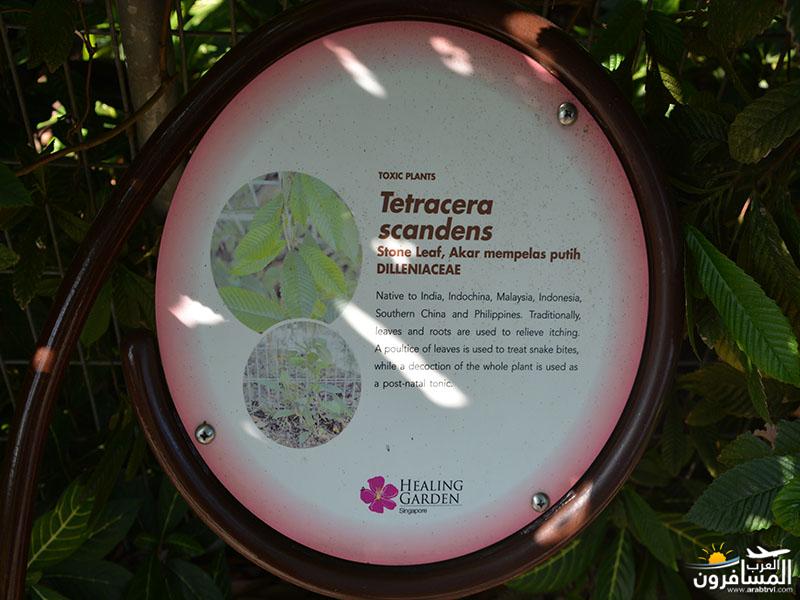 TOXIC PLANTS
Tetracera
scandens
Stone Leaf, Akar mempelas putih
DILLENIACEAE
Native to India, Indochina, Malaysia, Indonesia,
Southern China and Philippines. Traditionally,
leaves and roots are used to relieve itching.
A poultice of leaves is used to treat snake bites,
while a decoction of the whole plant is used as
a post-natal tonic.
HEALING
GARDEN
Singapore
العرب
المسافرون
www.arabtrvl.com